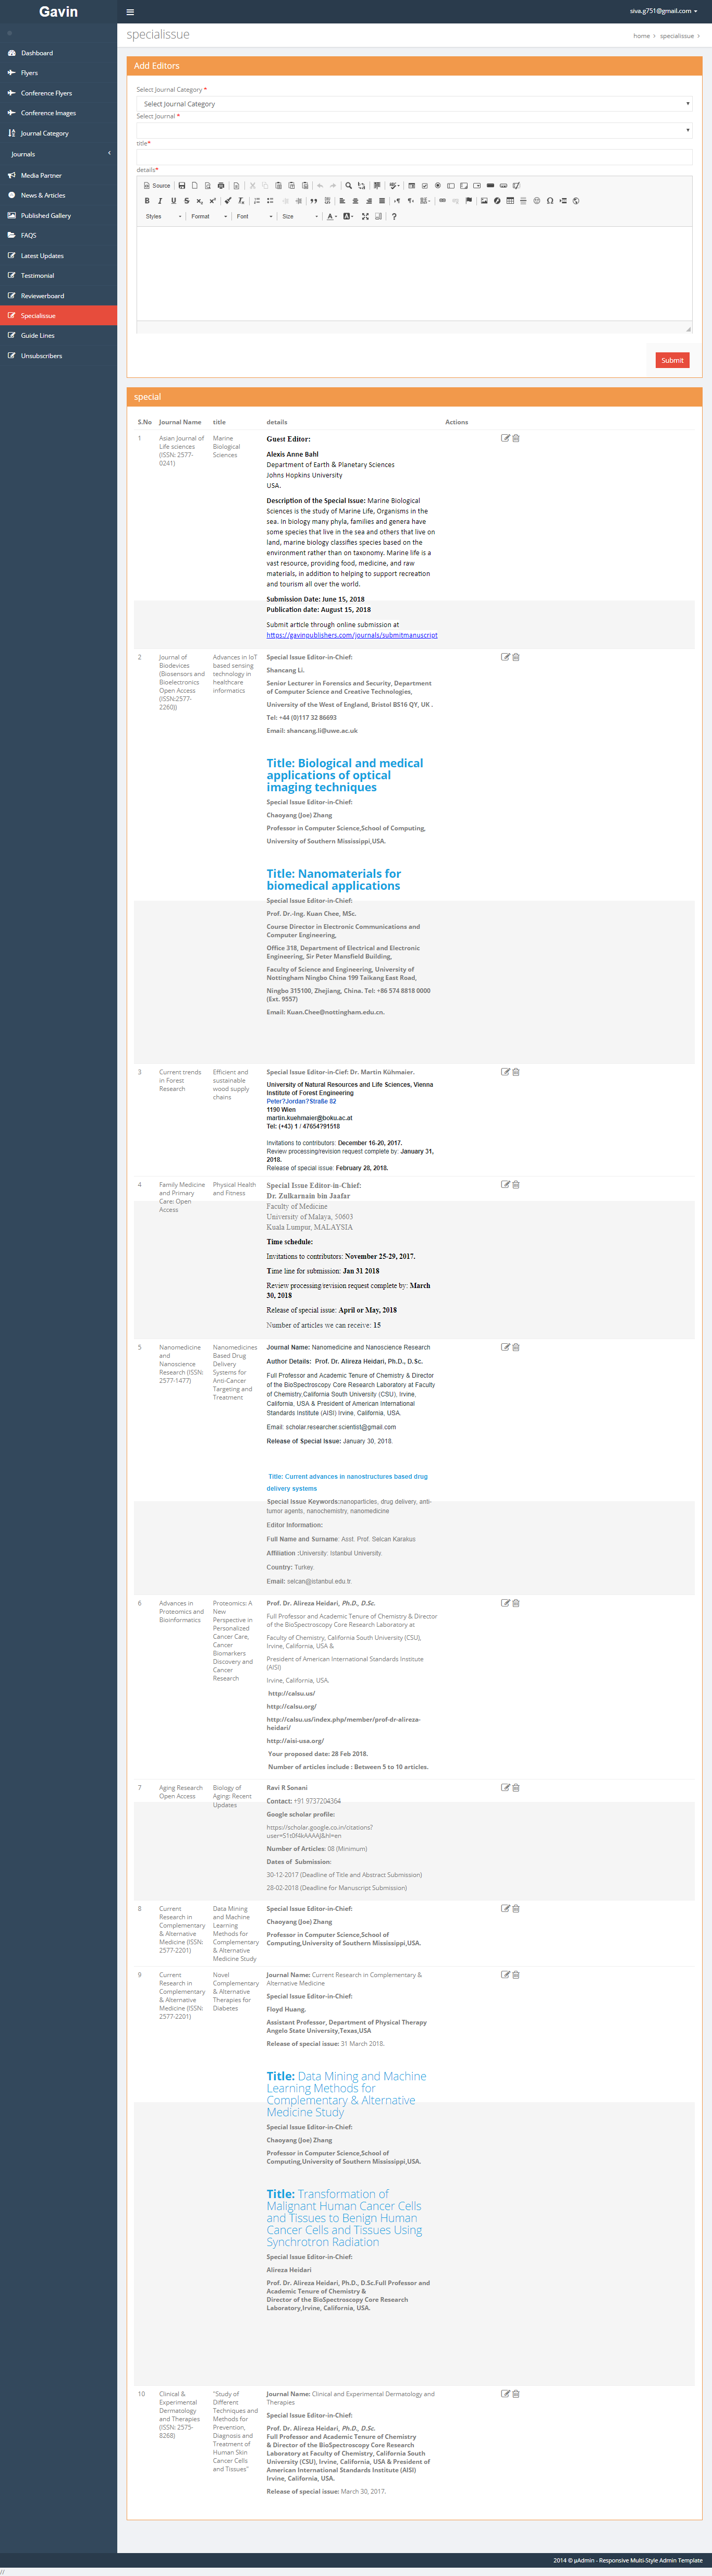 Gavin
siva.g751@gmail.com
specialissue
home > specialissue >
Dashboard
Flyers
Conference Flyers
Conference Images
Journal Category
Journals
Media Partner
News & Articles
Published Gallery
FAQS
Latest Updates
Testimonial
Reviewerboard
Specialissue
Guide Lines
Unsubscribers
Add Editors
Select Journal Category *
Select Journal Category
Select Journal *
title*
details*
Source
Styles
Format
Font
Size
Submit
special
S.No Journal Name title details Actions
1
Asian Journal of
Life sciences
(ISSN: 2577-
0241)
Marine
Biological
Sciences
Guest Editor:
Alexis Anne Bahl
Department of Earth & Planetary Sciences
Johns Hopkins University
USA.
Description of the Special Issue: Marine Biological
Sciences is the study of Marine Life, Organisms in the
sea. In biology many phyla, families and genera have
some species that live in the sea and others that live on
land, marine biology classifies species based on the
environment rather than on taxonomy. Marine life is a
vast resource, providing food, medicine, and raw
materials, in addition to helping to support recreation
and tourism all over the world.
Submission Date: June 15, 2018
Publication date: August 15, 2018
Submit article through online submission at
https://gavinpublishers.com/journals/submitmanuscript
2
Journal of
Biodevices
(Biosensors and
Bioelectronics
Open Access
(ISSN:2577-
2260))
Advances in IoT
based sensing
technology in
healthcare
informatics
Special Issue Editor-in-Chief:
Shancang Li.
Senior Lecturer in Forensics and Security, Department
of Computer Science and Creative Technologies,
University of the West of England, Bristol BS16 QY, UK .
Tel: +44 (0)117 32 86693
Email: shancang.li@uwe.ac.uk
Title: Biological and medical
applications of optical
imaging techniques
Special Issue Editor-in-Chief:
Chaoyang (Joe) Zhang
Professor in Computer Science,School of Computing,
University of Southern Mississippi,USA.
Title: Nanomaterials for
biomedical applications
Special Issue Editor-in-Chief:
Prof. Dr.-Ing. Kuan Chee, MSc.
Course Director in Electronic Communications and
Computer Engineering,
Office 318, Department of Electrical and Electronic
Engineering, Sir Peter Mansfield Building,
Faculty of Science and Engineering, University of
Nottingham Ningbo China 199 Taikang East Road,
Ningbo 315100, Zhejiang, China. Tel: +86 574 8818 0000
(Ext. 9557)
Email: Kuan.Chee@nottingham.edu.cn.
3
Current trends
in Forest
Research
Efficient and
sustainable
wood supply
chains
Special Issue Editor-in-Cief: Dr. Martin Kühmaier.
University of Natural Resources and Life Sciences, Vienna
Institute of Forest Engineering
Peter?Jordan?Straße 82
1190 Wien
martin.kuehmaier@boku.ac.at
Tel: (+43) 1 / 47654?91518
Invitations to contributors: December 16-20, 2017.
Review processing/revision request complete by: January 31,
2018.
Release of special issue: February 28, 2018.
4
Family Medicine
and Primary
Care: Open
Access
Physical Health
and Fitness
Special Issue Editor-in-Chief:
Dr. Zulkarnain bin Jaafar
Faculty of Medicine
University of Malaya, 50603
Kuala Lumpur, MALAYSIA
Time schedule:
Invitations to contributors: November 25-29, 2017.
Time line for submission: Jan 31 2018
Review processing/revision request complete by: March
30, 2018
Release of special issue: April or May, 2018
Number of articles we can receive: 15
5
Nanomedicine
and
Nanoscience
Research (ISSN:
2577-1477)
Nanomedicines
Based Drug
Delivery
Systems for
Anti-Cancer
Targeting and
Treatment
Journal Name: Nanomedicine and Nanoscience Research
Author Details: Prof. Dr. Alireza Heidari, Ph.D., D.Sc.
Full Professor and Academic Tenure of Chemistry & Director
of the BioSpectroscopy Core Research Laboratory at Faculty
of Chemistry,California South University (CSU), Irvine,
California, USA & President of American International
Standards Institute (AISI) Irvine, California, USA.
Email: scholar.researcher.scientist@gmail.com
Release of Special Issue: January 30, 2018.
Title: Current advances in nanostructures based drug
delivery systems
Special Issue Keywords:nanoparticles, drug delivery, anti-
tumor agents, nanochemistry, nanomedicine
Editor Information:
Full Name and Surname: Asst. Prof. Selcan Karakus
Affiliation :University: Istanbul University.
Country: Turkey.
Email: selcan@istanbul.edu.tr.
6
Advances in
Proteomics and
Bioinformatics
Proteomics: A
New
Perspective in
Personalized
Cancer Care,
Cancer
Biomarkers
Discovery and
Cancer
Research
Prof. Dr. Alireza Heidari, Ph.D., D.Sc.
Full Professor and Academic Tenure of Chemistry & Director
of the BioSpectroscopy Core Research Laboratory at
Faculty of Chemistry, California South University (CSU),
Irvine, California, USA &
President of American International Standards Institute
(AISI)
Irvine, California, USA.
http://calsu.us/
http://calsu.org/
http://calsu.us/index.php/member/prof-dr-alireza-
heidari/
http://aisi-usa.org/
Your proposed date: 28 Feb 2018.
Number of articles include : Between 5 to 10 articles.
7
Aging Research
Open Access
Biology of
Aging: Recent
Updates
Ravi R Sonani
Contact: +91 9737204364
Google scholar profile:
https://scholar.google.co.in/citations?
user=S1t0f4kAAAAJ&hl=en
Number of Articles: 08 (Minimum)
Dates of Submission:
30-12-2017 (Deadline of Title and Abstract Submission)
28-02-2018 (Deadline for Manuscript Submission)
8
Current
Research in
Complementary
& Alternative
Medicine (ISSN:
2577-2201)
Data Mining
and Machine
Learning
Methods for
Complementary
& Alternative
Medicine Study
Special Issue Editor-in-Chief:
Chaoyang (Joe) Zhang
Professor in Computer Science,School of
Computing,University of Southern Mississippi,USA.
9
Current
Research in
Complementary
& Alternative
Medicine (ISSN:
2577-2201)
Novel
Complementary
& Alternative
Therapies for
Diabetes
Journal Name: Current Research in Complementary &
Alternative Medicine
Special Issue Editor-in-Chief:
Floyd Huang.
Assistant Professor, Department of Physical Therapy
Angelo State University,Texas,USA
Release of special issue: 31 March 2018.
Title: Data Mining and Machine
Learning Methods for
Complementary & Alternative
Medicine Study
Special Issue Editor-in-Chief:
Chaoyang (Joe) Zhang
Professor in Computer Science,School of
Computing,University of Southern Mississippi,USA.
Title: Transformation of
Malignant Human Cancer Cells
and Tissues to Benign Human
Cancer Cells and Tissues Using
Synchrotron Radiation
Special Issue Editor-in-Chief:
Alireza Heidari
Prof. Dr. Alireza Heidari, Ph.D., D.Sc.Full Professor and
Academic Tenure of Chemistry &
Director of the BioSpectroscopy Core Research
Laboratory,Irvine, California, USA.
10
Clinical &
Experimental
Dermatology
and Therapies
(ISSN: 2575-
8268)
"Study of
Different
Techniques and
Methods for
Prevention,
Diagnosis and
Treatment of
Human Skin
Cancer Cells
and Tissues"
Journal Name: Clinical and Experimental Dermatology and
Therapies
Special Issue Editor-in-Chief:
Prof. Dr. Alireza Heidari, Ph.D., D.Sc.
Full Professor and Academic Tenure of Chemistry
& Director of the BioSpectroscopy Core Research
Laboratory at Faculty of Chemistry, California South
University (CSU), Irvine, California, USA & President of
American International Standards Institute (AISI)
Irvine, California, USA.
Release of special issue: March 30, 2017.
2014 © µAdmin - Responsive Multi-Style Admin Template
//